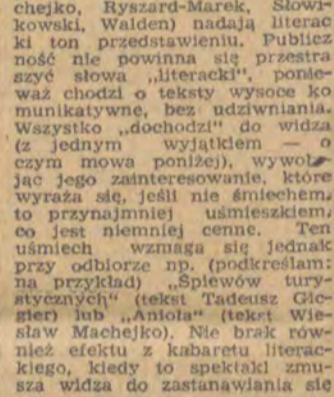 chejko, Ryszard-Marek, Słowi-
kowski, Walden) nadają literac
ki ton przedstawieniu. Publicz
ność nie powinna się przestra
szyć słowa „literacki", ponie-
waż chodzi o teksty wysoce ko
munikatywne, bez udziwniania.
Wszystko „dochodzi" do widza
(z jednym wyjątkiem — o
czym mowa poniżej), wywołu-
jąc jego zainteresowanie, które
wyraża się, jeśli nie śmiechem,
to przynajmniej uśmieszkiem,
co jest niemniej cenne. Ten
uśmiech wzmaga się jednak
przy odbiorze np. (podkreślam:
na przykład) „Śpiewów tury-
stycznych" (tekst Tadeusz Gic-
gier) lub „Anioła" (tekst Wie-
sław Machejko). Nie brak rów-
nież efektu z kabaretu literac-
kiego, kiedy to spektakl zmu-
sza widza do zastanawiania się